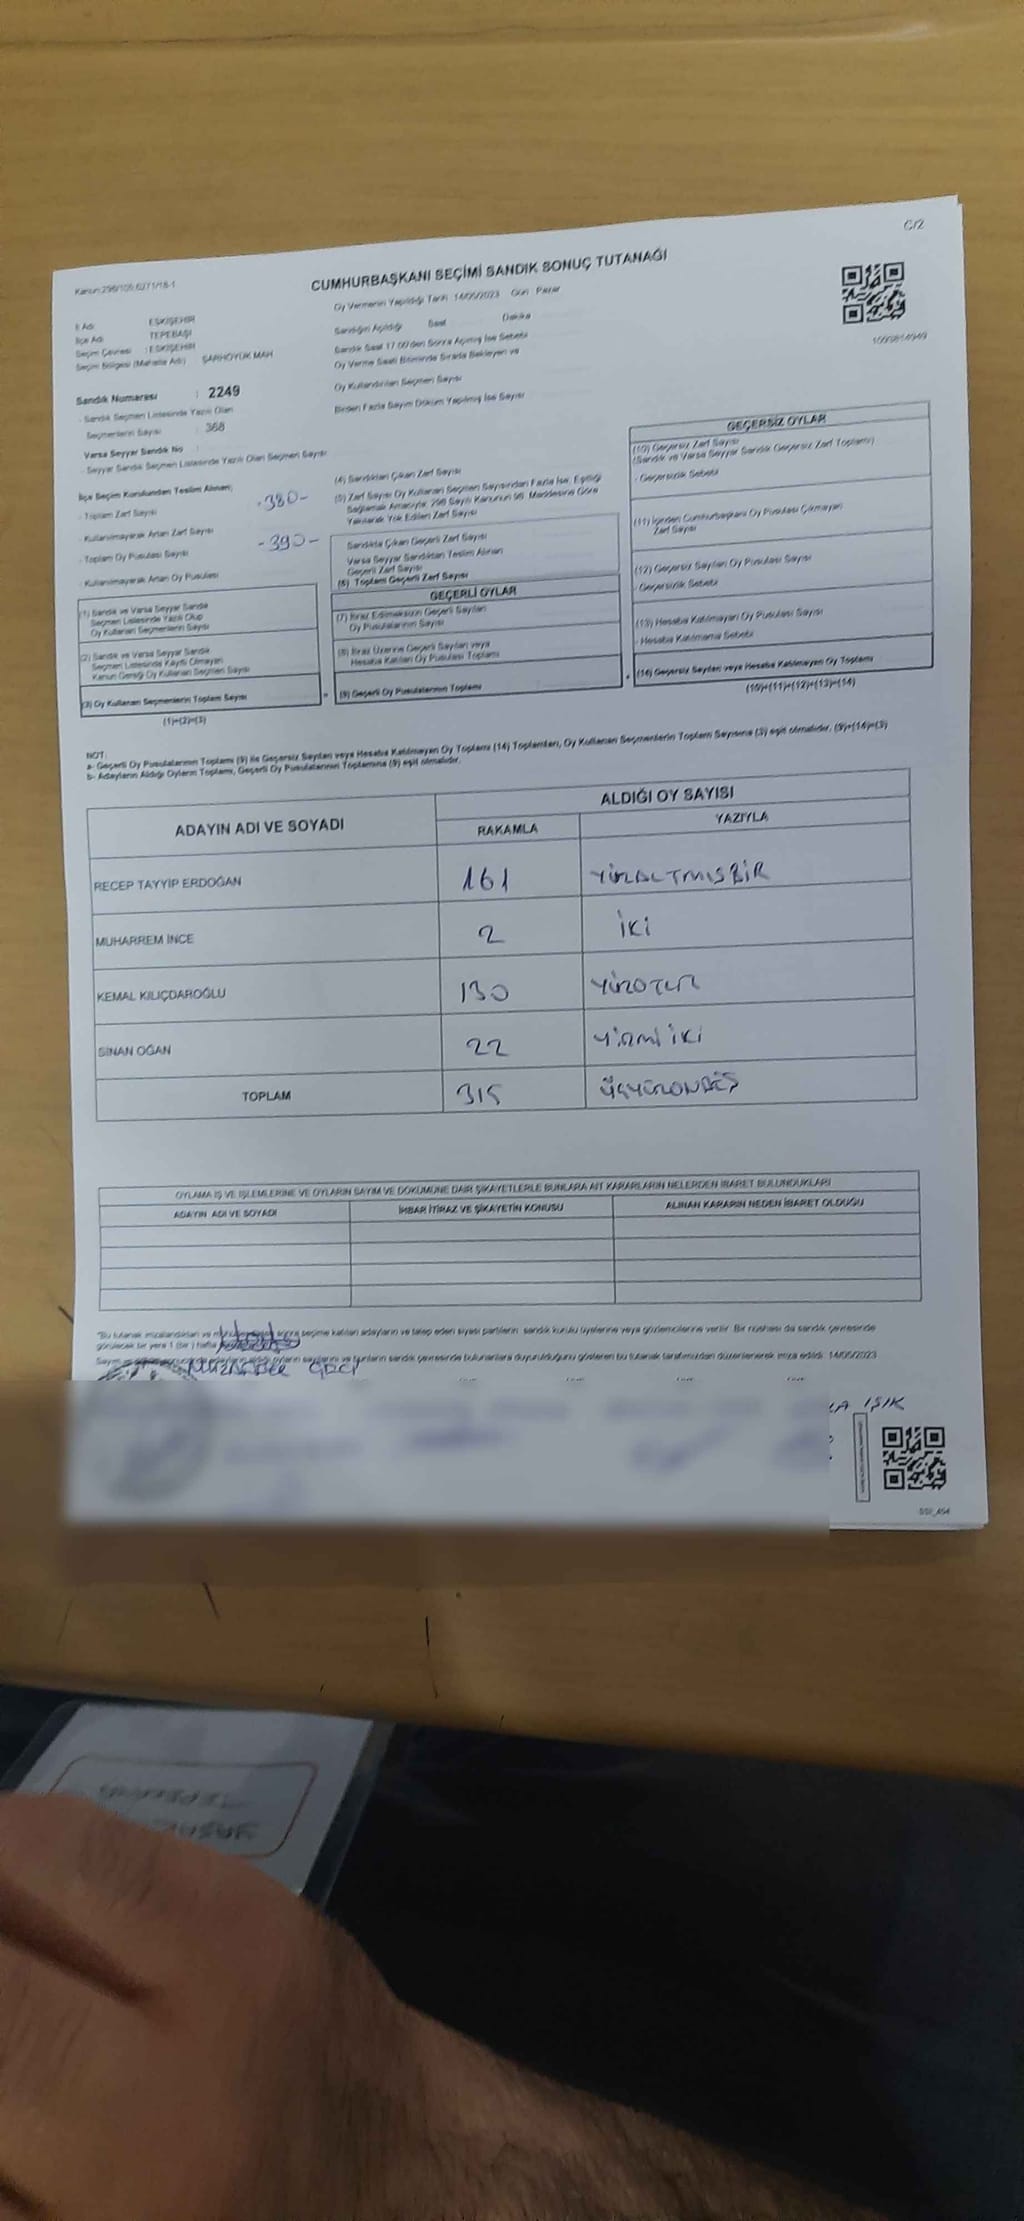 C/2
Kanun:298/105,6271/18-1
CUMHURBAŞKANI SEÇİMİ SANDIK SONUÇ TUTANAĞI
Oy Vermenin Yapıldığı Tarih 14/05/2023 Gün Pazar
İl Adı ESKİŞEHİR
İlçe Adı TEPEBAŞI
Seçim Çevresi : ESKİŞEHİR
Seçim Bölgesi (Mahalle Adı) ŞARHÖYÜK MAH
Sandığın Açıldığı Saat Dakika
Sandık Saat 17.00'den Sonra Açılmış İse Sebebi
Oy Verme Saati Bitiminde Sırada Bekleyen ve
Oy Kullandırılan Seçmen Sayısı
Birden Fazla Sayım Döküm Yapılmış İse Sayısı
Sandık Numarası : 2249
- Sandık Seçmen Listesinde Yazılı Olan
Seçmenlerin Sayısı : 368
Varsa Seyyar Sandık No :
- Seyyar Sandık Seçmen Listesinde Yazılı Olan Seçmen Sayısı
İlçe Seçim Kurulundan Teslim Alınan;
- Toplam Zarf Sayısı -380-
- Kullanılmayarak Artan Zarf Sayısı
- Toplam Oy Pusulası Sayısı -390-
- Kullanılmayarak Artan Oy Pusulası
(1) Sandık ve Varsa Seyyar Sandık
Seçmen Listesinde Yazılı Olup
Oy Kullanan Seçmenlerin Sayısı
(2) Sandık ve Varsa Seyyar Sandık
Seçmen Listesinde Kayıtlı Olmayan
Kanun Gereği Oy Kullanan Seçmen Sayısı
(3) Oy Kullanan Seçmenlerin Toplam Sayısı
(1)+(2)=(3)
(4) Sandıktan Çıkan Zarf Sayısı
(5) Zarf Sayısı Oy Kullanan Seçmen Sayısından Fazla İse, Eşitliği
Sağlamak Amacıyla; 298 Sayılı Kanunun 98. Maddesine Göre
Yakılarak Yok Edilen Zarf Sayısı
Sandıkta Çıkan Geçerli Zarf Sayısı
Varsa Seyyar Sandıktan Teslim Alınan
Geçerli Zarf Sayısı
(6) Toplam Geçerli Zarf Sayısı
GEÇERLİ OYLAR
(7) İtiraz Edilmeksizin Geçerli Sayılan
Oy Pusulalarının Sayısı
(8) İtiraz Üzerine Geçerli Sayılan veya
Hesaba Katılan Oy Pusulası Toplamı
= (9) Geçerli Oy Pusulalarının Toplamı
GEÇERSİZ OYLAR
(10) Geçersiz Zarf Sayısı
(Sandık ve Varsa Seyyar Sandık Geçersiz Zarf Toplamı)
- Geçersizlik Sebebi
(11) İçinden Cumhurbaşkanı Oy Pusulası Çıkmayan
Zarf Sayısı
(12) Geçersiz Sayılan Oy Pusulası Sayısı
- Geçersizlik Sebebi
(13) Hesaba Katılmayan Oy Pusulası Sayısı
- Hesaba Katılmama Sebebi
+ (14) Geçersiz Sayılan veya Hesaba Katılmayan Oy Toplamı
(10)+(11)+(12)+(13)=(14)
NOT:
a- Geçerli Oy Pusulalarının Toplamı (9) ile Geçersiz Sayılan veya Hesaba Katılmayan Oy Toplamı (14) Toplamları, Oy Kullanan Seçmenlerin Toplam Sayısına (3) eşit olmalıdır. (9)+(14)=(3)
b- Adayların Aldığı Oyların Toplamı, Geçerli Oy Pusulalarının Toplamına (9) eşit olmalıdır.
ADAYIN ADI VE SOYADI ALDIĞI OY SAYISI
RAKAMLA YAZIYLA
RECEP TAYYİP ERDOĞAN 161 YÜZALTMIŞBİR
MUHARREM İNCE 2 İKİ
KEMAL KILIÇDAROĞLU 130 YÜZOTUZ
SİNAN OĞAN 22 YİRMİ İKİ
TOPLAM 315 ÜÇYÜZONBEŞ
OYLAMA İŞ VE İŞLEMLERİNE VE OYLARIN SAYIM VE DÖKÜMÜNE DAİR ŞİKAYETLERLE BUNLARA AİT KARARLARIN NELERDEN İBARET BULUNDUKLARI
ADAYIN ADI VE SOYADI İHBAR İTİRAZ VE ŞİKAYETİN KONUSU ALINAN KARARIN NEDEN İBARET OLDUĞU
"Bu tutanak imzalandıktan ve sonra seçime katılan adayların ve talep eden siyasi partilerin sandık kurulu üyelerine veya gözlemcilerine verilir. Bir nüshası da sandık çevresinde
görülecek bir yere 1 (bir) hafta
adayların aldığı oyların sayılarını ve bunların sandık çevresinde bulunanlara duyurulduğunu gösteren bu tutanak tarafımızdan düzenlenerek imza edildi. 14/05/2023
IŞIK